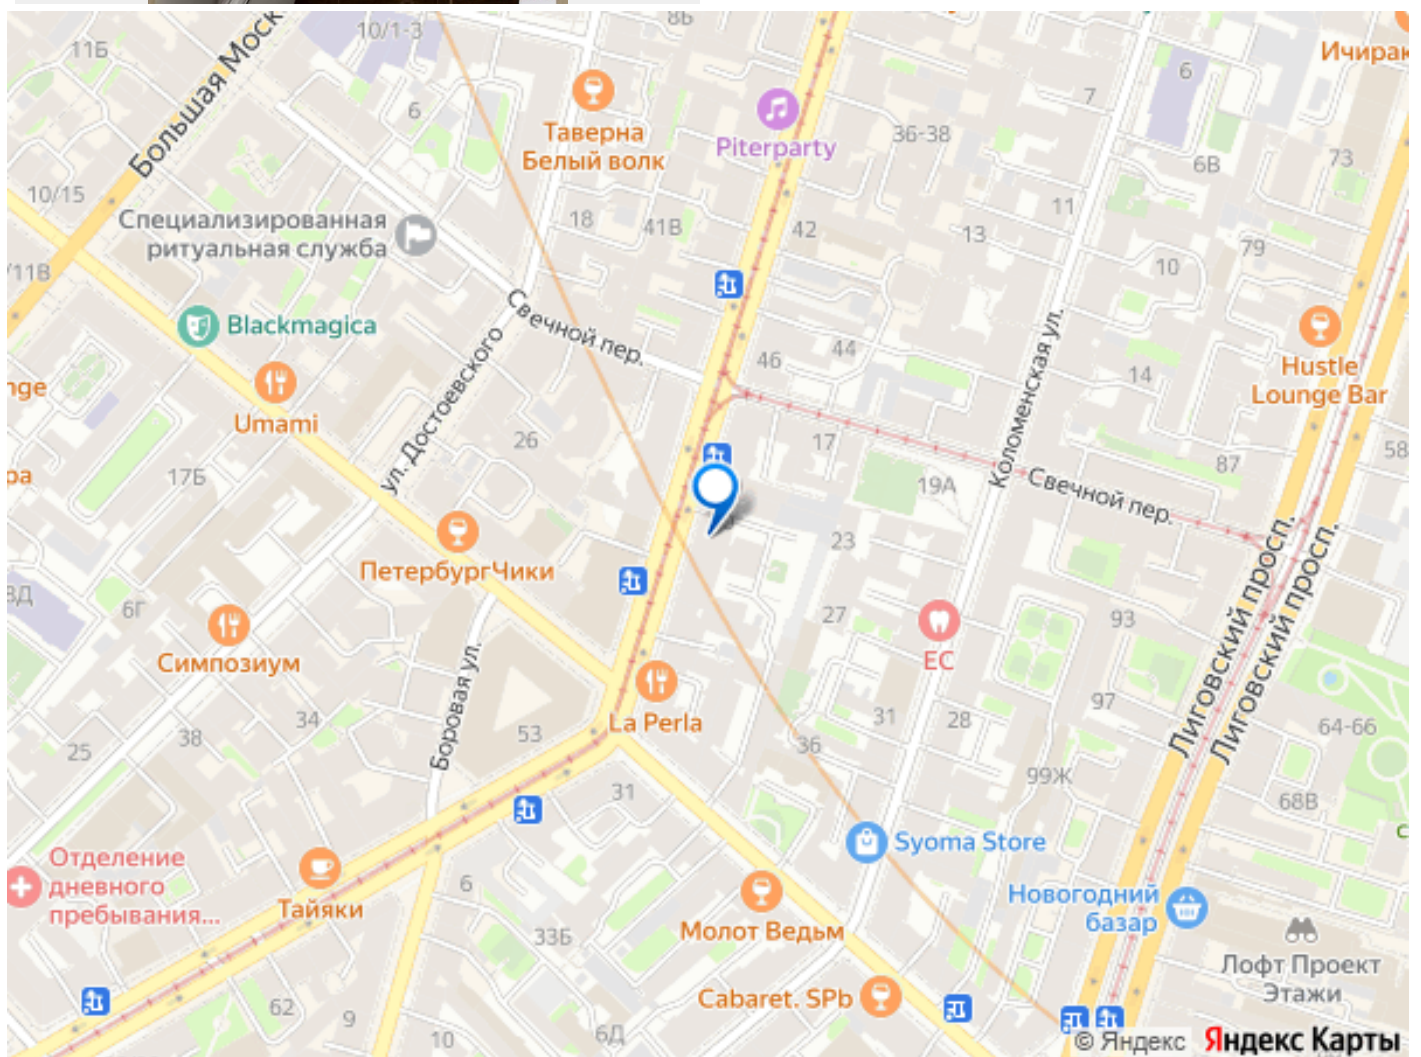 8Б
10/1-3
11Б
Большая Моск
Ичирак
6
6
7
Таверна
Белый волк
Piterparty
36-38
73
6В
10/15
Специализированная
ритуальная служба
18
41В
42
11
13
79
10
/11В
Свечной пер.
Blackmagica
ул. Достоевского
46
44
Коломенская ул.
14
Hustle
Lounge Bar
nge
Umami
26
17
58
87
ра
17Б
19А
Свечной пер.
ПетербургЧики
23
Лиговский просп.
Лиговский просп.
3Д
6Г
27
93
Симпозиум
ЕС
Боровая ул.
La Perla
97
34
31
28
64-66
25
38
53
36
99Ж
31
68В
Syoma Store
с
Отделение
дневного
пребывания...
Тайяки
6
Новогодний
базар
Молот Ведьм
33Б
Лофт Проект
Этажи
Cabaret. SPb
62
9
10
6Д
© Яндекс Яндекс Карты